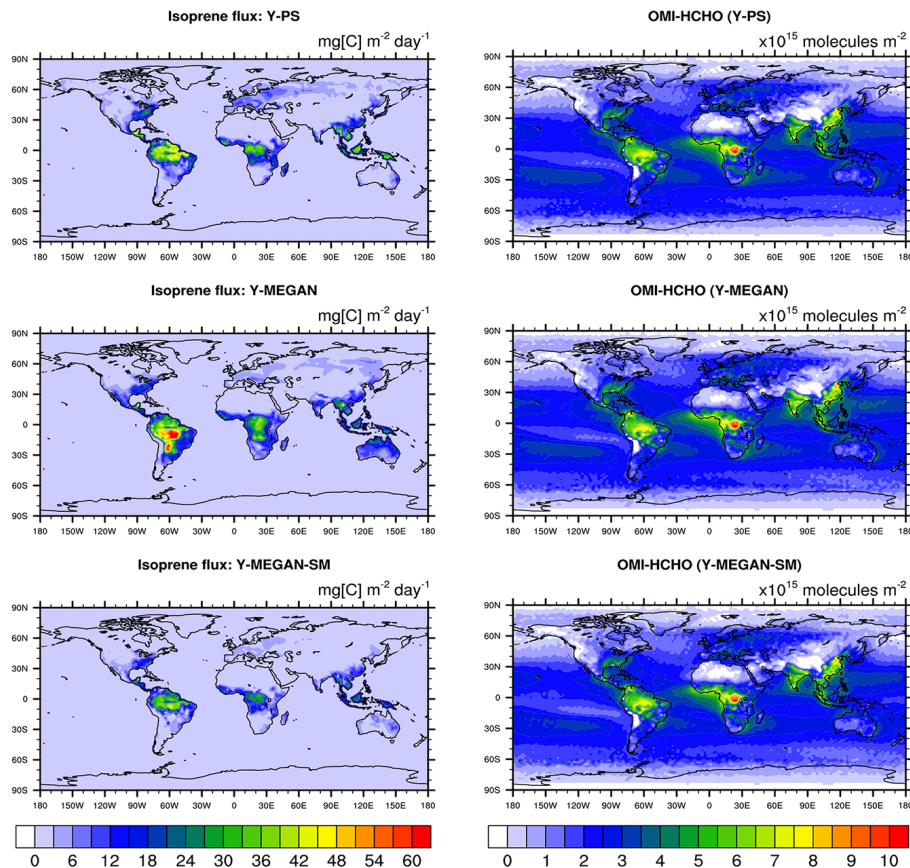 Isoprene flux: Y-PS
mg[C] m-2 day-1
90N
60N
30N
0
30S
60S
90S
180 150W 120W 90W 60W 30W 0 30E 60E 90E 120E 150E 180
OMI-HCHO (Y-PS)
x10^15 molecules m-2
90N
60N
30N
0
30S
60S
90S
180 150W 120W 90W 60W 30W 0 30E 60E 90E 120E 150E 180
Isoprene flux: Y-MEGAN
mg[C] m-2 day-1
90N
60N
30N
0
30S
60S
90S
180 150W 120W 90W 60W 30W 0 30E 60E 90E 120E 150E 180
OMI-HCHO (Y-MEGAN)
x10^15 molecules m-2
90N
60N
30N
0
30S
60S
90S
180 150W 120W 90W 60W 30W 0 30E 60E 90E 120E 150E 180
Isoprene flux: Y-MEGAN-SM
mg[C] m-2 day-1
90N
60N
30N
0
30S
60S
90S
180 150W 120W 90W 60W 30W 0 30E 60E 90E 120E 150E 180
OMI-HCHO (Y-MEGAN-SM)
x10^15 molecules m-2
90N
60N
30N
0
30S
60S
90S
180 150W 120W 90W 60W 30W 0 30E 60E 90E 120E 150E 180
0 6 12 18 24 30 36 42 48 54 60
0 1 2 3 4 5 6 7 8 9 10